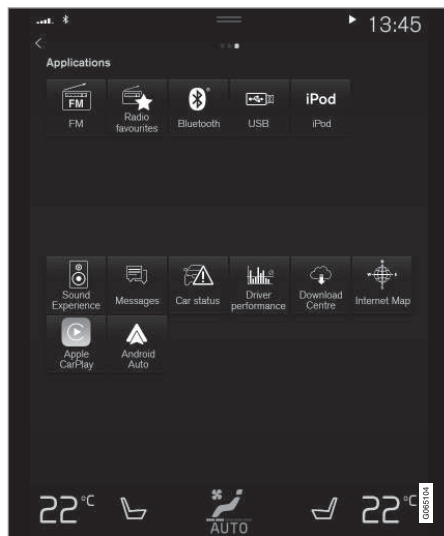 13:45
Applications
FM
FM
Radio
favourites
Bluetooth
USB
iPod
iPod
Sound
Experience
Messages
Car status
Driver
performance
Download
Centre
Internet Map
Apple
CarPlay
Android
Auto
22°C
AUTO
22°C
G065104